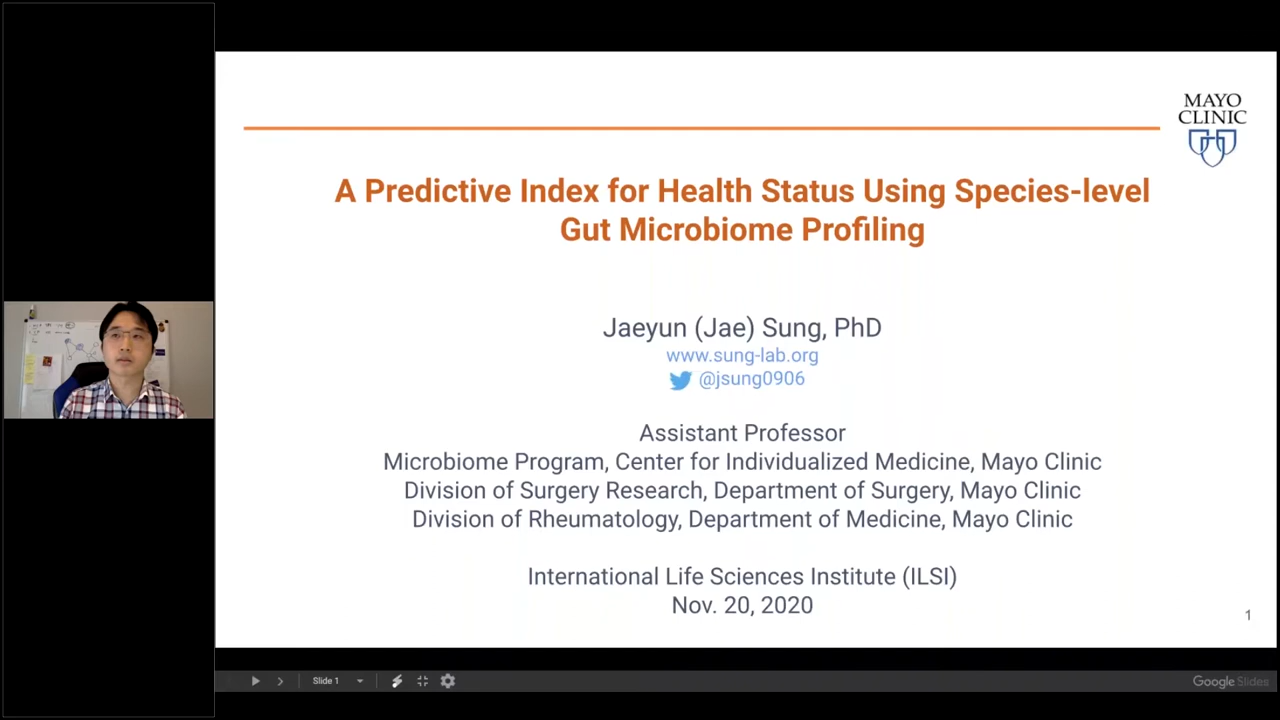 MAYO
CLINIC
A Predictive Index for Health Status Using Species-level
Gut Microbiome Profiling
Jaeyun (Jae) Sung, PhD
www.sung-lab.org
@jsung0906
Assistant Professor
Microbiome Program, Center for Individualized Medicine, Mayo Clinic
Division of Surgery Research, Department of Surgery, Mayo Clinic
Division of Rheumatology, Department of Medicine, Mayo Clinic
International Life Sciences Institute (ILSI)
Nov. 20, 2020
1
Slide 1
Google Slides